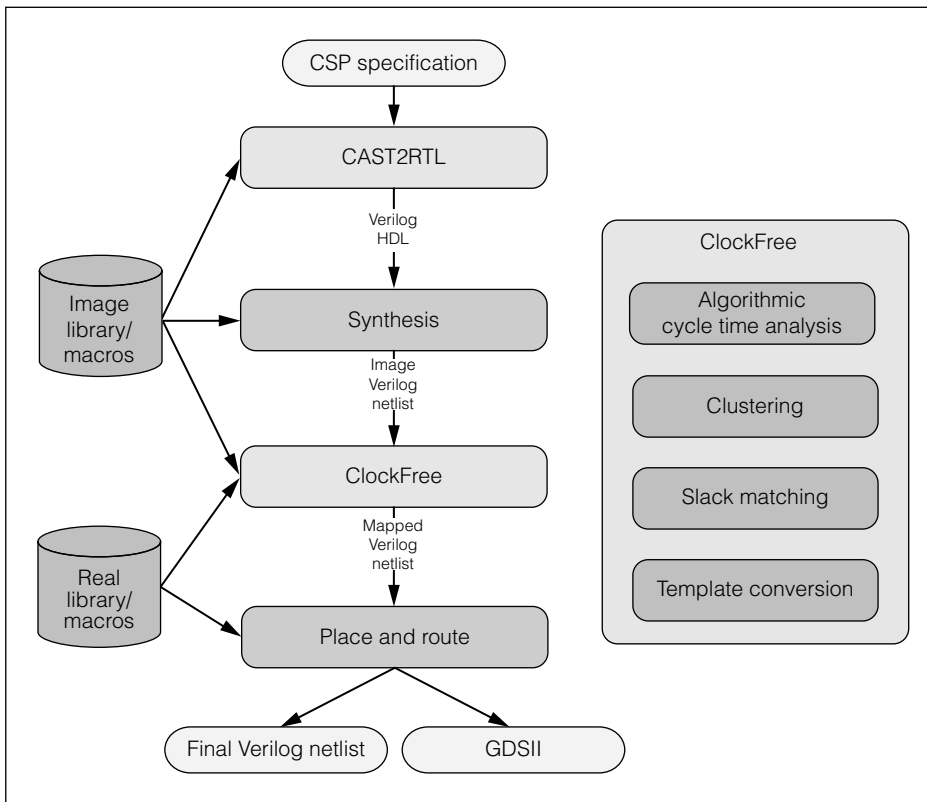 CSP specification
CAST2RTL
Verilog
HDL
Image
library/
macros
Synthesis
Image
Verilog
netlist
ClockFree
Mapped
Verilog
netlist
Real
library/
macros
Place and route
Final Verilog netlist
GDSII
ClockFree
Algorithmic
cycle time analysis
Clustering
Slack matching
Template conversion